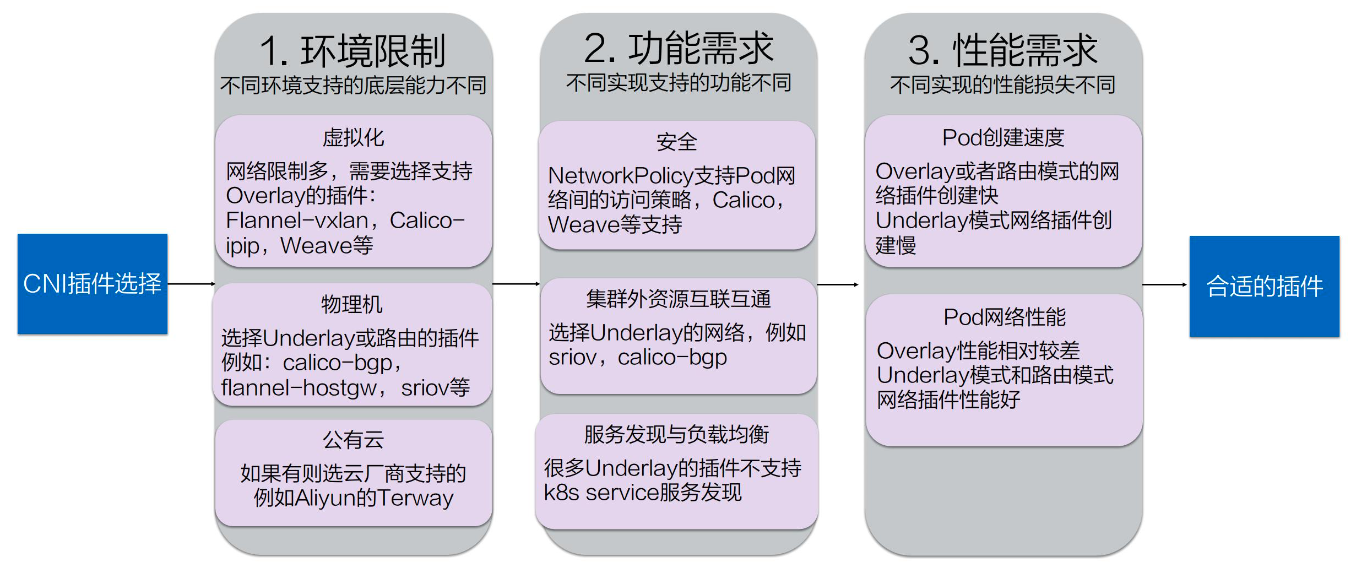 CNI插件选择
1. 环境限制
不同环境支持的底层能力不同
虚拟化
网络限制多，需要选择支持
Overlay的插件：
Flannel-vxlan，Calico-
ipip，Weave等
物理机
选择Underlay或路由的插件
例如：calico-bgp，
flannel-hostgw，sriov等
公有云
如果有则选云厂商支持的
例如Aliyun的Terway
2. 功能需求
不同实现支持的功能不同
安全
NetworkPolicy支持Pod网
络间的访问策略，Calico，
Weave等支持
集群外资源互联互通
选择Underlay的网络，例如
sriov，calico-bgp
服务发现与负载均衡
很多Underlay的插件不支持
k8s service服务发现
3. 性能需求
不同实现的性能损失不同
Pod创建速度
Overlay或者路由模式的网
络插件创建快
Underlay模式网络插件创
建慢
Pod网络性能
Overlay性能相对较差
Underlay模式和路由模式
网络插件性能好
合适的插件